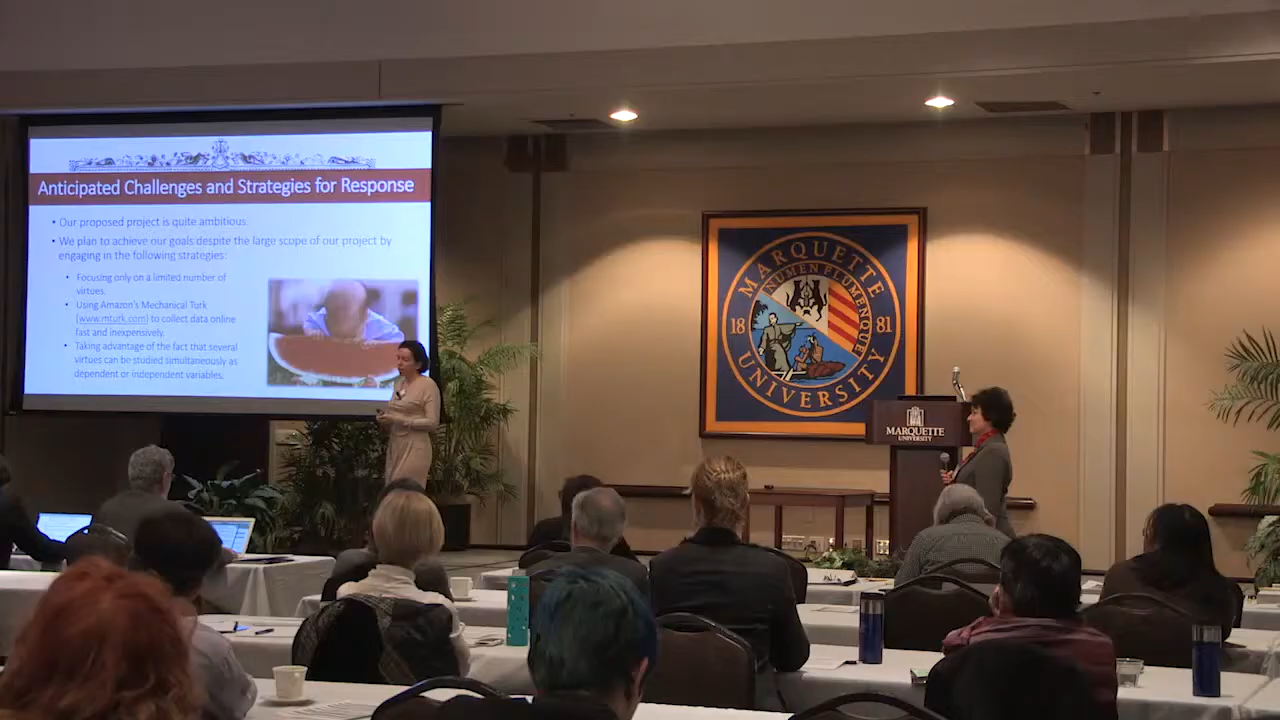 Anticipated Challenges and Strategies for Response
• Our proposed project is quite ambitious.
• We plan to achieve our goals despite the large scope of our project by
engaging in the following strategies:
• Focusing only on a limited number of
virtues.
• Using Amazon's Mechanical Turk
(www.mturk.com) to collect data online
fast and inexpensively.
• Taking advantage of the fact that several
virtues can be studied simultaneously as
dependent or independent variables.
MARQUETTE
NUMEN FLUMENQUE
18 81
UNIVERSITY
MARQUETTE
UNIVERSITY